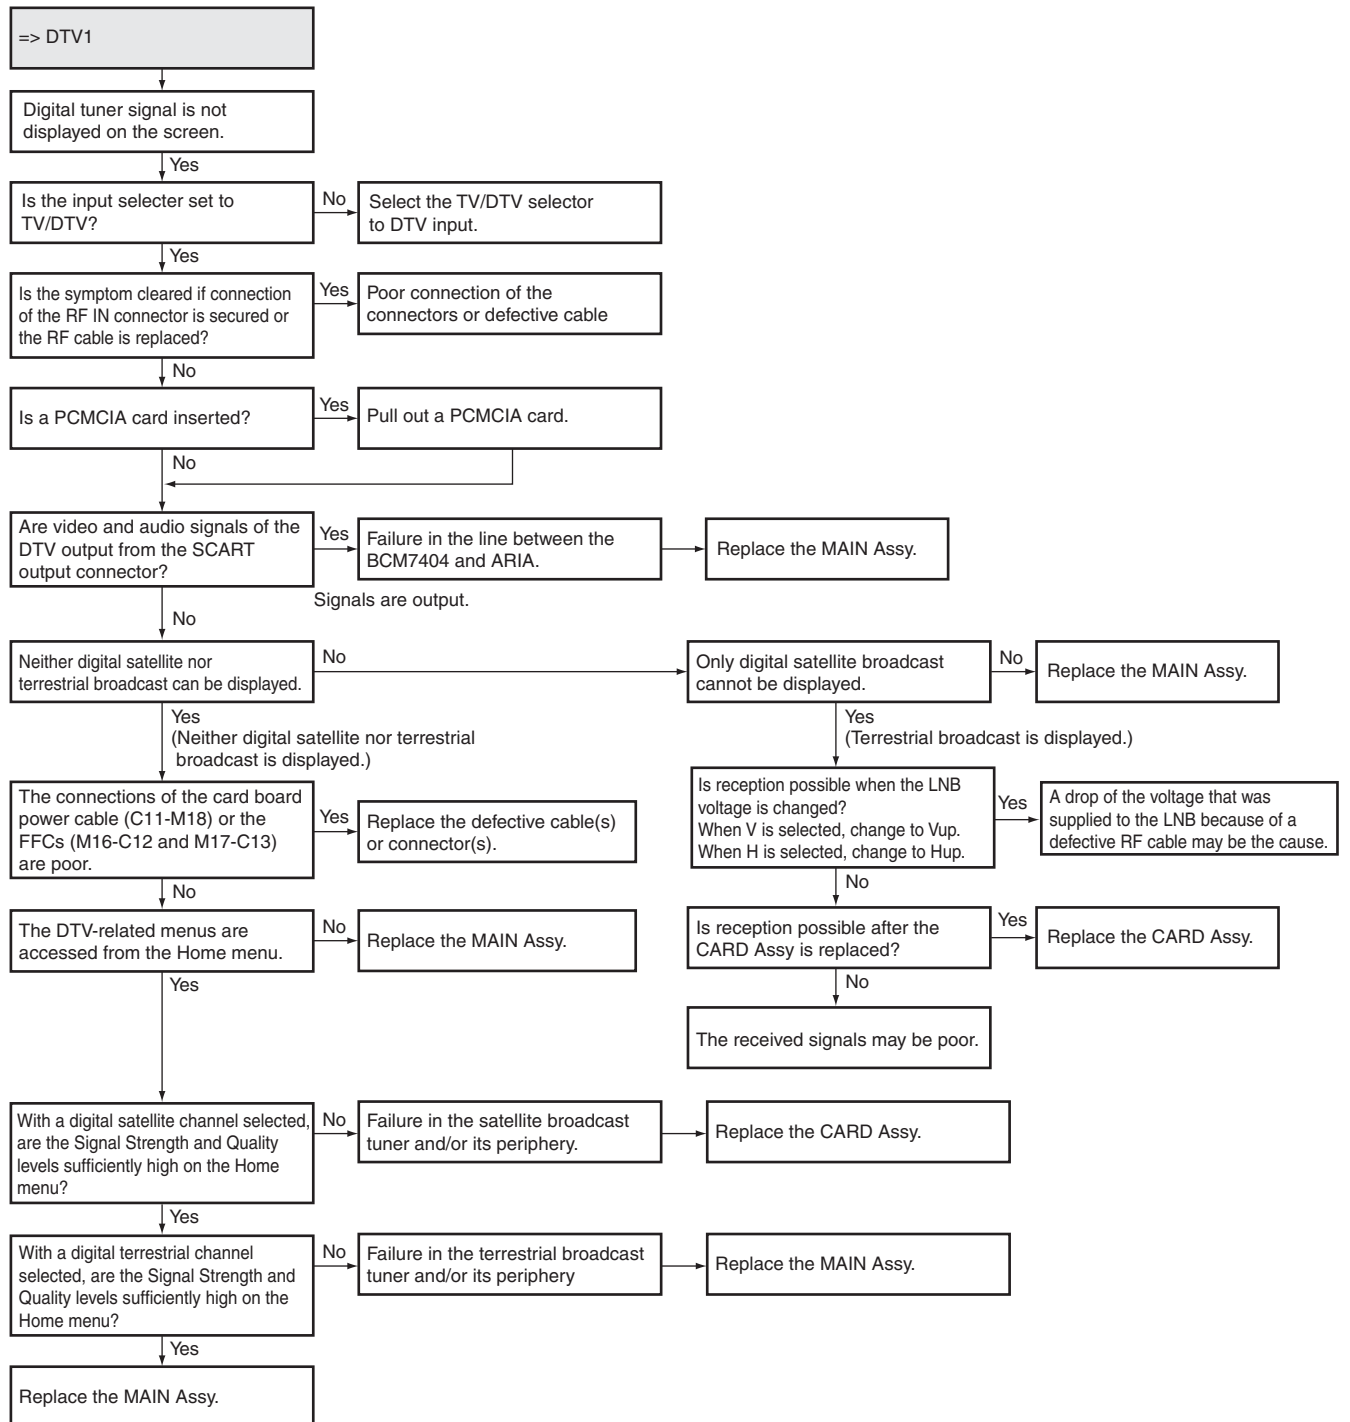 => DTV1
Digital tuner signal is not
displayed on the screen.
Yes
Is the input selecter set to
TV/DTV?
No
Select the TV/DTV selector
to DTV input.
Yes
Is the symptom cleared if connection
of the RF IN connector is secured or
the RF cable is replaced?
Yes
Poor connection of the
connectors or defective cable
No
Is a PCMCIA card inserted?
Yes
Pull out a PCMCIA card.
No
Are video and audio signals of the
DTV output from the SCART
output connector?
Yes
Failure in the line between the
BCM7404 and ARIA.
Replace the MAIN Assy.
Signals are output.
No
Neither digital satellite nor
terrestrial broadcast can be displayed.
No
Only digital satellite broadcast
cannot be displayed.
No
Replace the MAIN Assy.
Yes
(Neither digital satellite nor terrestrial
broadcast is displayed.)
Yes
(Terrestrial broadcast is displayed.)
The connections of the card board
power cable (C11-M18) or the
FFCs (M16-C12 and M17-C13)
are poor.
Yes
Replace the defective cable(s)
or connector(s).
Is reception possible when the LNB
voltage is changed?
When V is selected, change to Vup.
When H is selected, change to Hup.
Yes
A drop of the voltage that was
supplied to the LNB because of a
defective RF cable may be the cause.
No
No
The DTV-related menus are
accessed from the Home menu.
No
Replace the MAIN Assy.
Is reception possible after the
CARD Assy is replaced?
Yes
Replace the CARD Assy.
Yes
No
The received signals may be poor.
With a digital satellite channel selected,
are the Signal Strength and Quality
levels sufficiently high on the Home
menu?
No
Failure in the satellite broadcast
tuner and/or its periphery.
Replace the CARD Assy.
Yes
With a digital terrestrial channel
selected, are the Signal Strength and
Quality levels sufficiently high on the
Home menu?
No
Failure in the terrestrial broadcast
tuner and/or its periphery
Replace the MAIN Assy.
Yes
Replace the MAIN Assy.